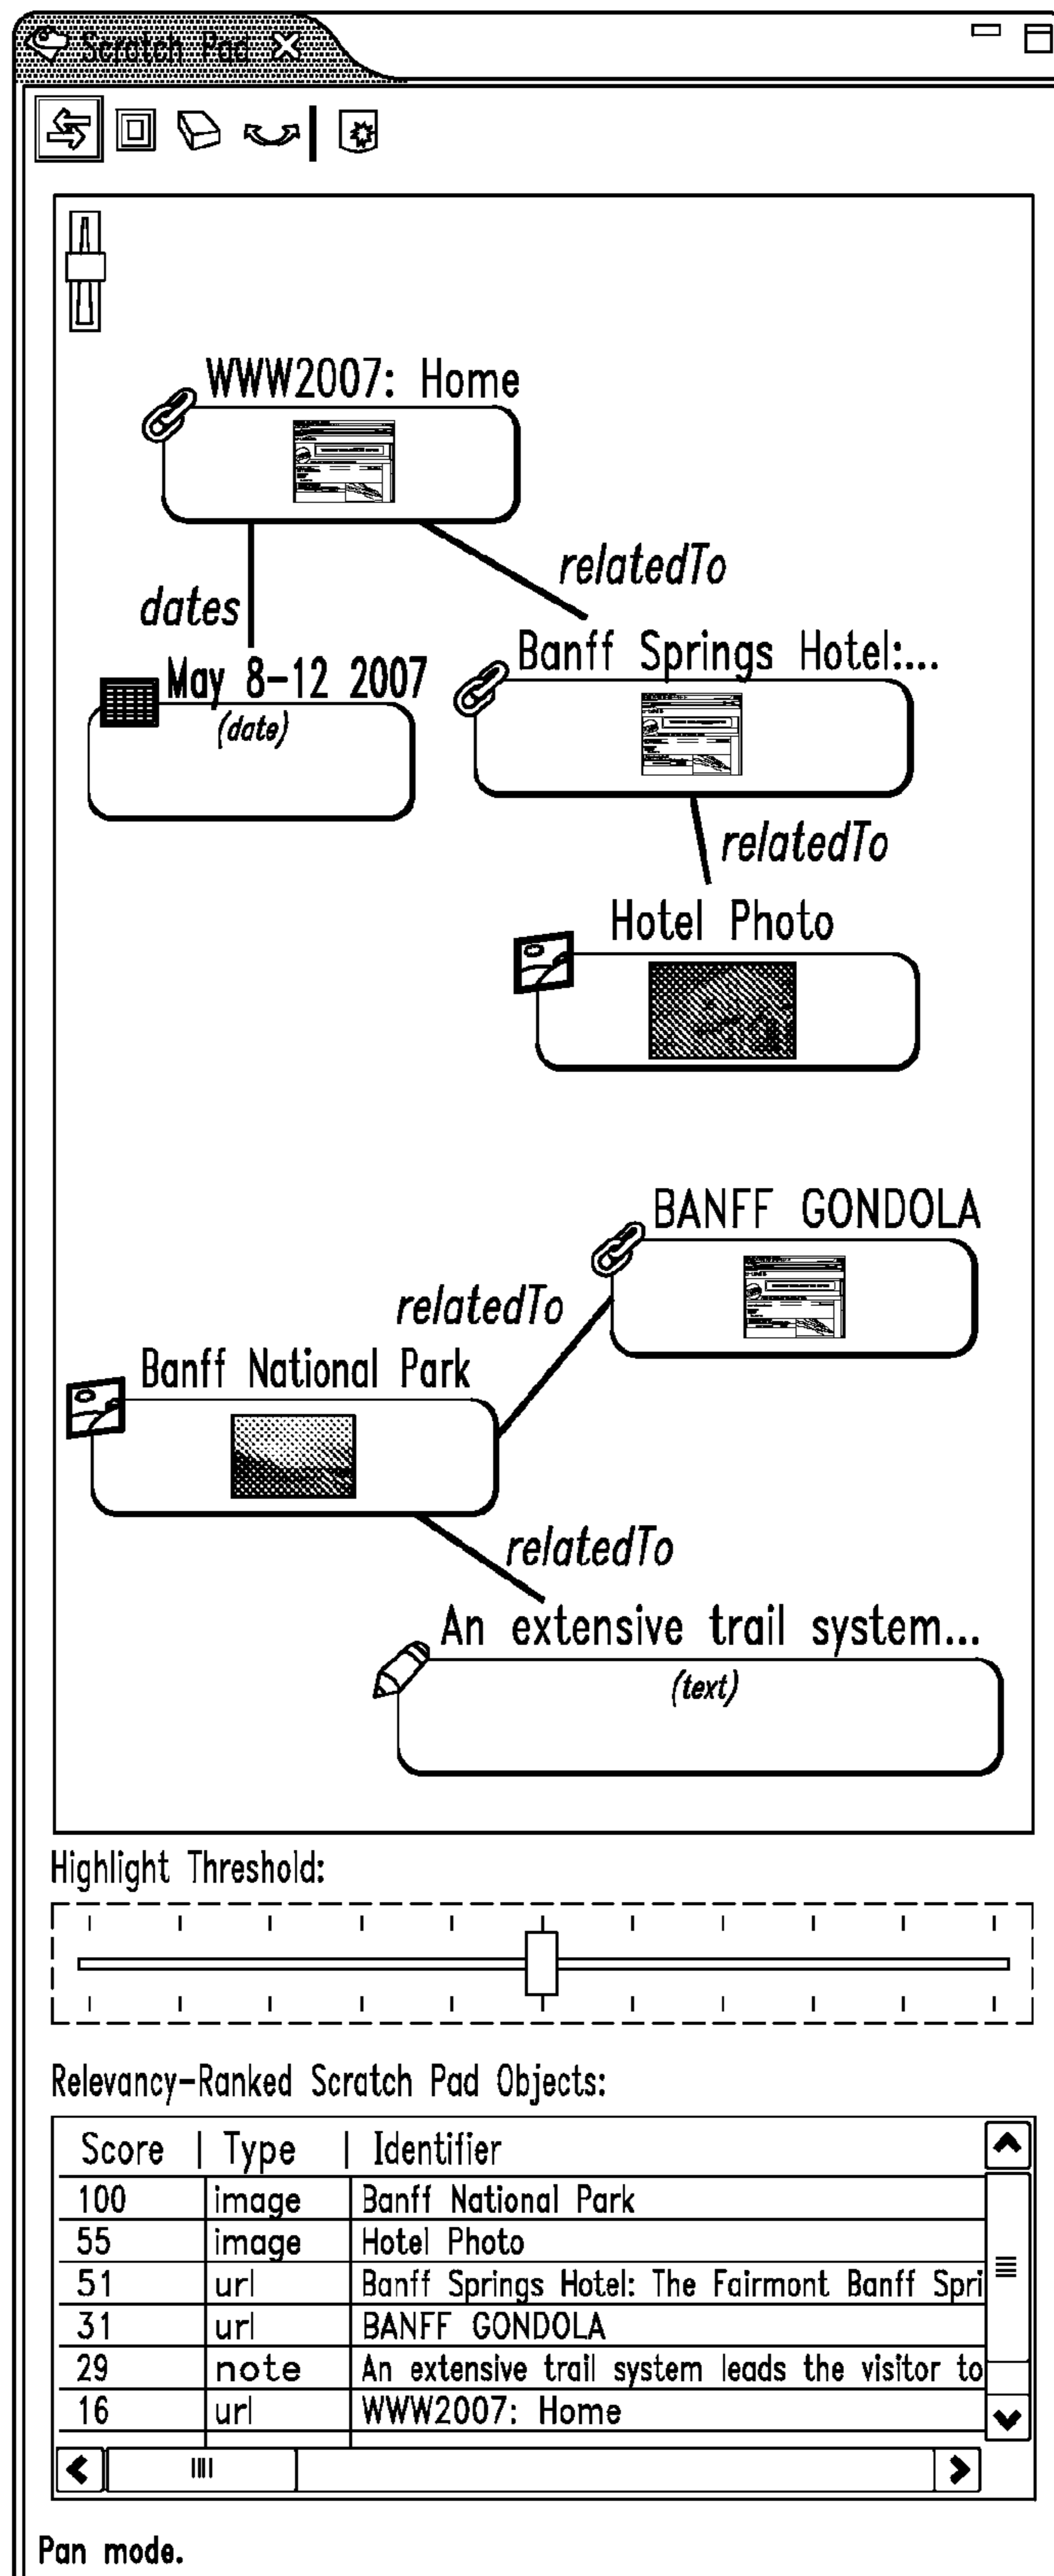 Scratch Pad
WWW2007: Home
relatedTo
dates
Banff Springs Hotel:...
May 8-12 2007
(date)
relatedTo
Hotel Photo
BANFF GONDOLA
relatedTo
Banff National Park
relatedTo
An extensive trail system...
(text)
Highlight Threshold:
Relevancy-Ranked Scratch Pad Objects:
Score | Type | Identifier
100 image Banff National Park
55 image Hotel Photo
51 url Banff Springs Hotel: The Fairmont Banff Spri
31 url BANFF GONDOLA
29 note An extensive trail system leads the visitor to
16 url WWW2007: Home
Pan mode.